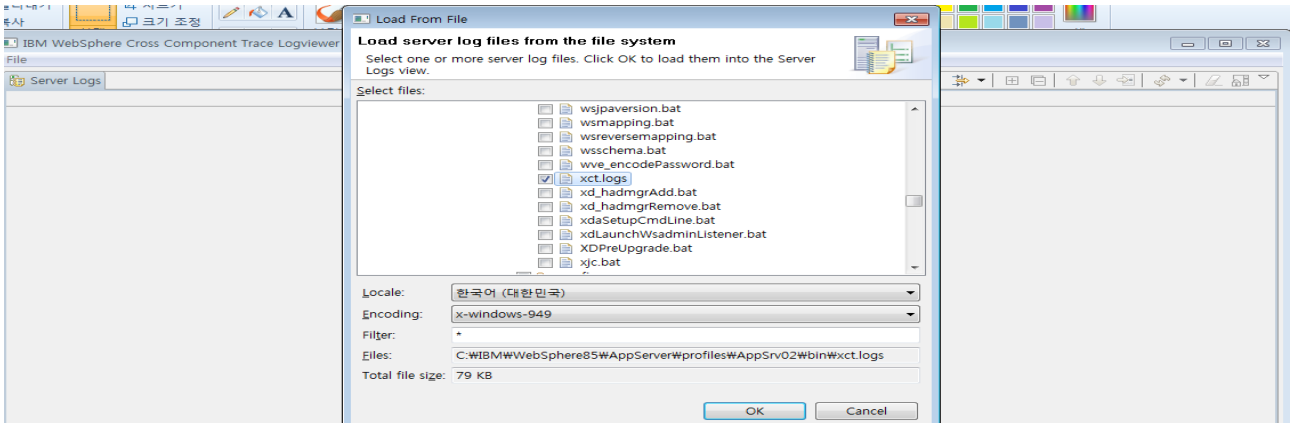 크기 조정
A
IBM WebSphere Cross Component Trace Logviewer
File
Server Logs
Load From File
Load server log files from the file system
Select one or more server log files. Click OK to load them into the Server
Logs view.
Select files:
wsjpaversion.bat
wsmapping.bat
wsreversemapping.bat
wsschema.bat
wve_encodePassword.bat
xct.logs
xd_hadmgrAdd.bat
xd_hadmgrRemove.bat
xdaSetupCmdLine.bat
xdLaunchWsadminListener.bat
XDPreUpgrade.bat
xjc.bat
Locale: 한국어 (대한민국)
Encoding: x-windows-949
Filter: *
Files: C:₩IBM₩WebSphere85₩AppServer₩profiles₩AppSrv02₩bin₩xct.logs
Total file size: 79 KB
OK Cancel